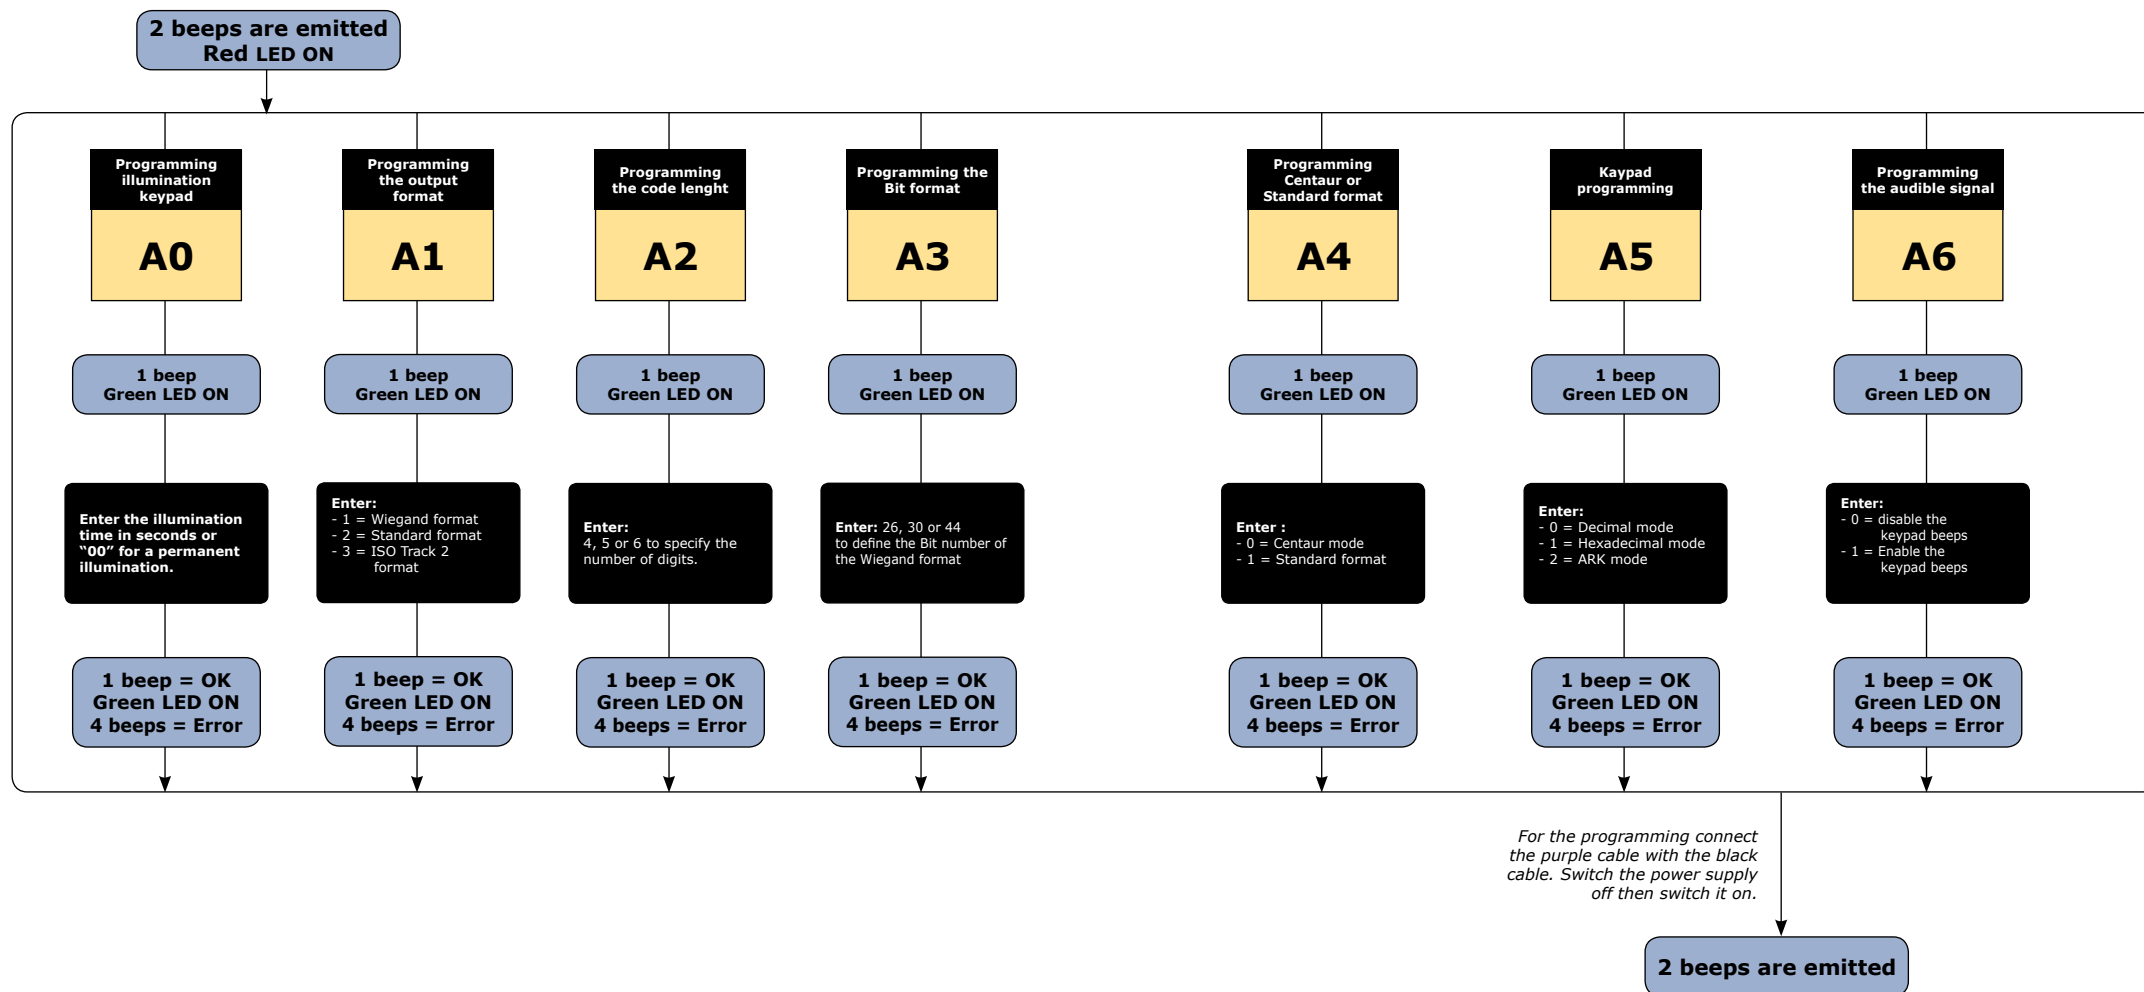 2 beeps are emitted
Red LED ON
Programming
illumination
keypad
A0
1 beep
Green LED ON
Enter the illumination
time in seconds or
“00” for a permanent
illumination.
1 beep = OK
Green LED ON
4 beeps = Error
Programming
the output
format
A1
1 beep
Green LED ON
Enter:
- 1 = Wiegand format
- 2 = Standard format
- 3 = ISO Track 2
format
1 beep = OK
Green LED ON
4 beeps = Error
Programming
the code lenght
A2
1 beep
Green LED ON
Enter:
4, 5 or 6 to specify the
number of digits.
1 beep = OK
Green LED ON
4 beeps = Error
Programming the
Bit format
A3
1 beep
Green LED ON
Enter: 26, 30 or 44
to define the Bit number of
the Wiegand format
1 beep = OK
Green LED ON
4 beeps = Error
Programming
Centaur or
Standard format
A4
1 beep
Green LED ON
Enter :
- 0 = Centaur mode
- 1 = Standard format
1 beep = OK
Green LED ON
4 beeps = Error
Kaypad
programming
A5
1 beep
Green LED ON
Enter:
- 0 = Decimal mode
- 1 = Hexadecimal mode
- 2 = ARK mode
1 beep = OK
Green LED ON
4 beeps = Error
Programming
the audible signal
A6
1 beep
Green LED ON
Enter:
- 0 = disable the
keypad beeps
- 1 = Enable the
keypad beeps
1 beep = OK
Green LED ON
4 beeps = Error
For the programming connect
the purple cable with the black
cable. Switch the power supply
off then switch it on.
2 beeps are emitted